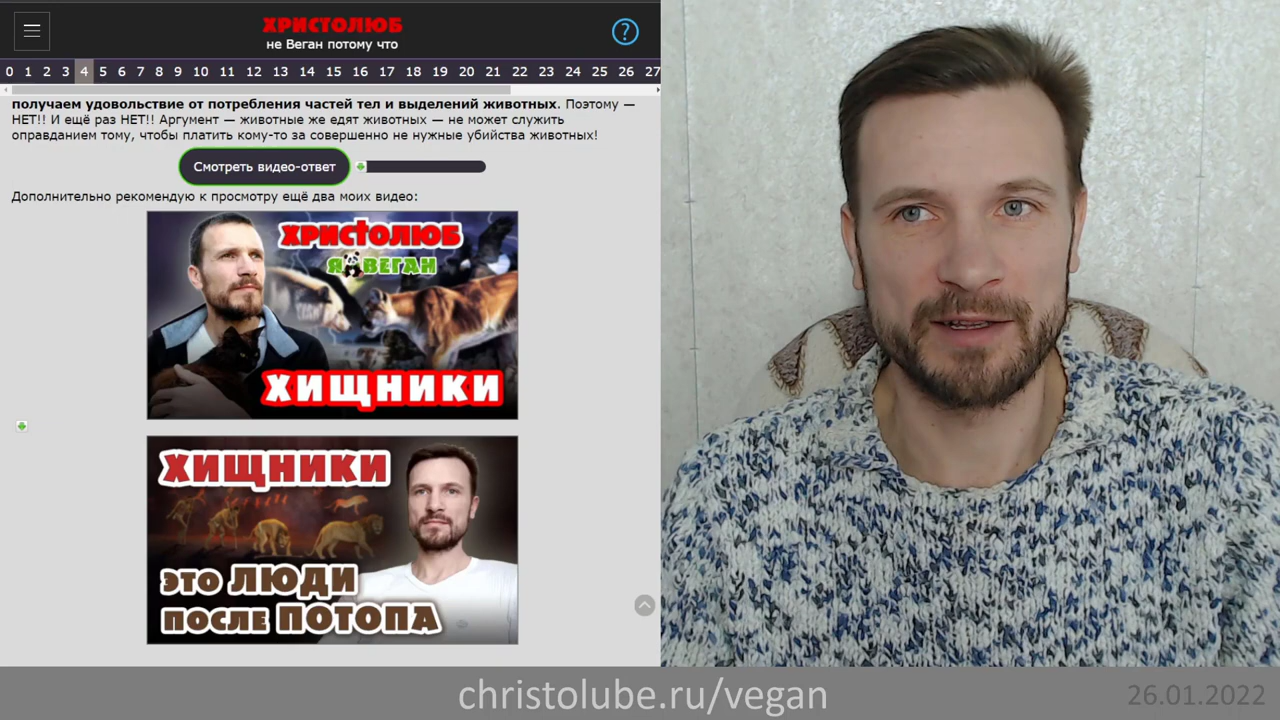 ХРИСТОЛЮБ
не Веган потому что
?
0 1 2 3 4 5 6 7 8 9 10 11 12 13 14 15 16 17 18 19 20 21 22 23 24 25 26 27
получаем удовольствие от потребления частей тел и выделений животных. Поэтому —
НЕТ!! И ещё раз НЕТ!! Аргумент — животные же едят животных — не может служить
оправданием тому, чтобы платить кому-то за совершенно не нужные убийства животных!
Смотреть видео-ответ
Дополнительно рекомендую к просмотру ещё два моих видео:
ХРИСТОЛЮБ
Я ВЕГАН
ХИЩНИКИ
ХИЩНИКИ
это ЛЮДИ
после ПОТОПА
christolube.ru/vegan
26.01.2022